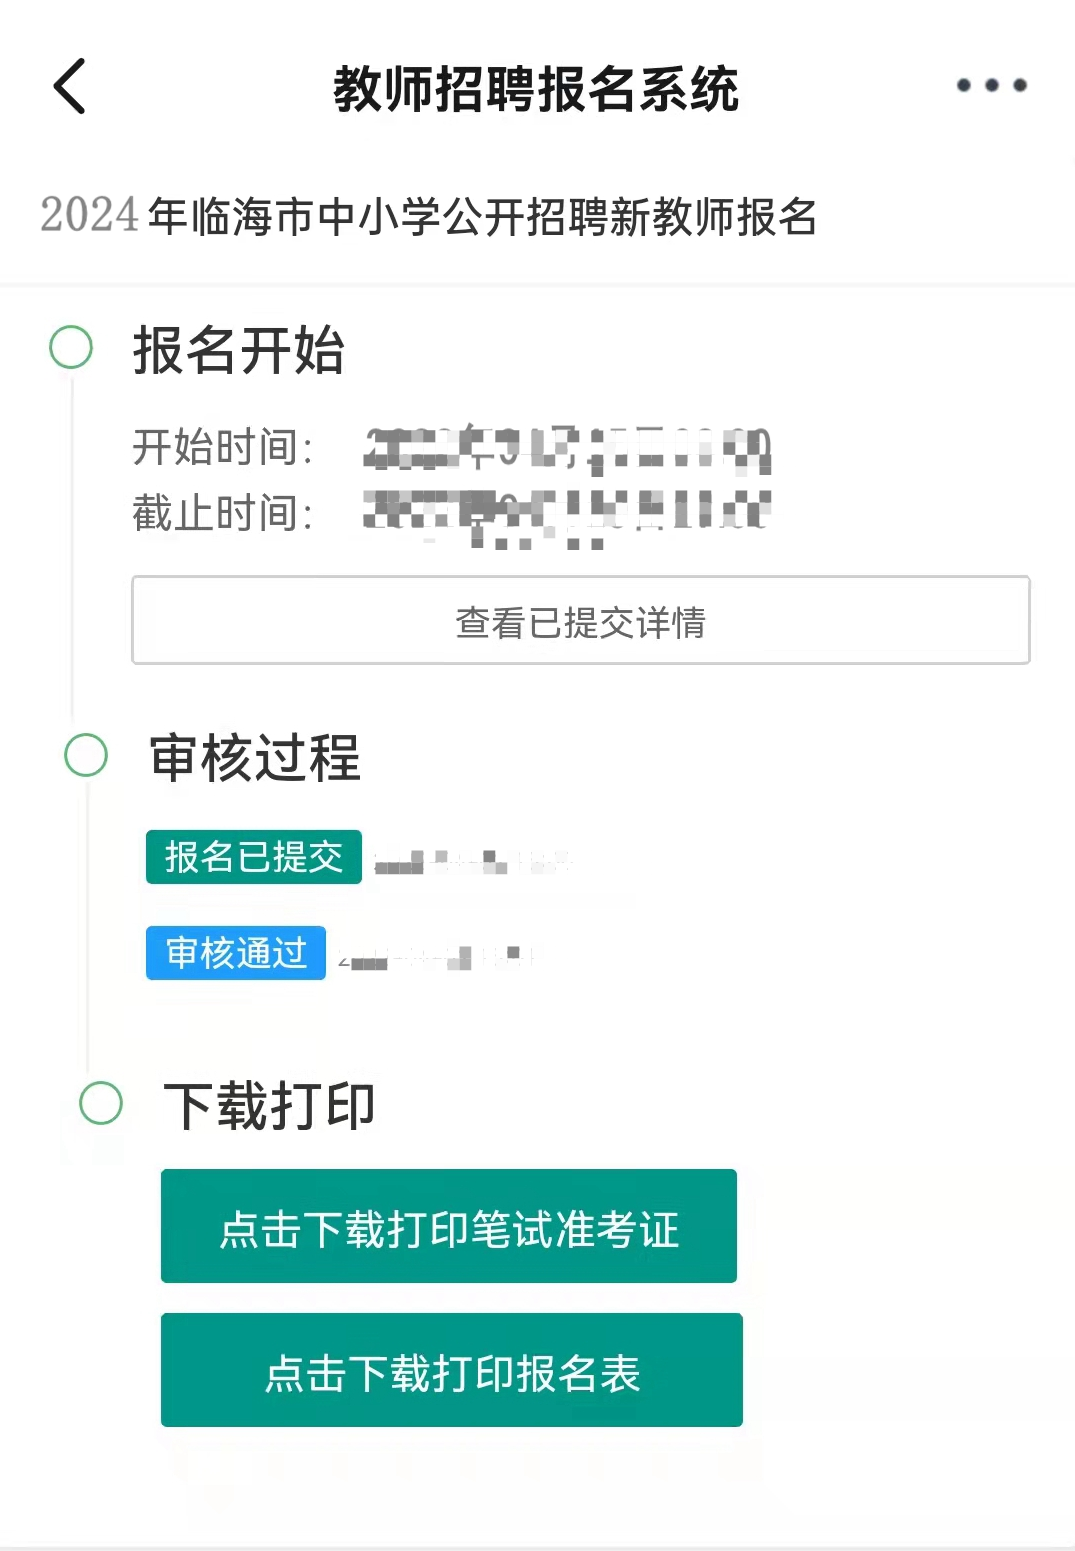 教师招聘报名系统
2024年临海市中小学公开招聘新教师报名
报名开始
开始时间：
截止时间：
查看已提交详情
审核过程
报名已提交
审核通过
下载打印
点击下载打印笔试准考证
点击下载打印报名表